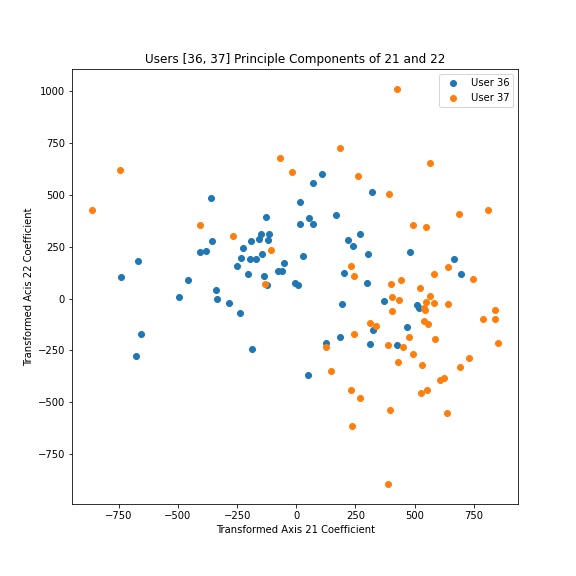 Users [36, 37] Principle Components of 21 and 22
User 36
User 37
1000
750
500
250
0
−250
−500
−750
Transformed Acis 22 Coefficient
−750 −500 −250 0 250 500 750
Transformed Axis 21 Coefficient